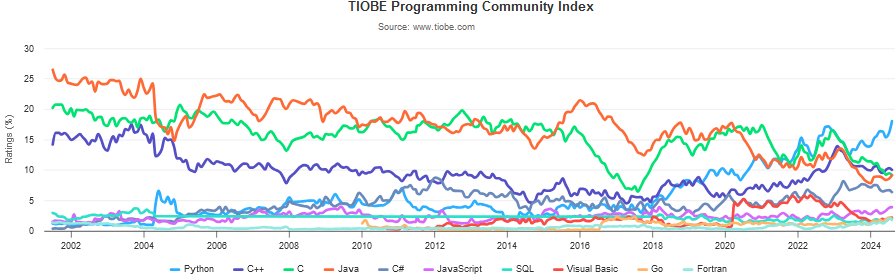 TIOBE Programming Community Index
Source: www.tiobe.com
Ratings (%)
30
25
20
15
10
5
0
2002 2004 2006 2008 2010 2012 2014 2016 2018 2020 2022 2024
Python C++ C Java C# JavaScript SQL Visual Basic Go Fortran